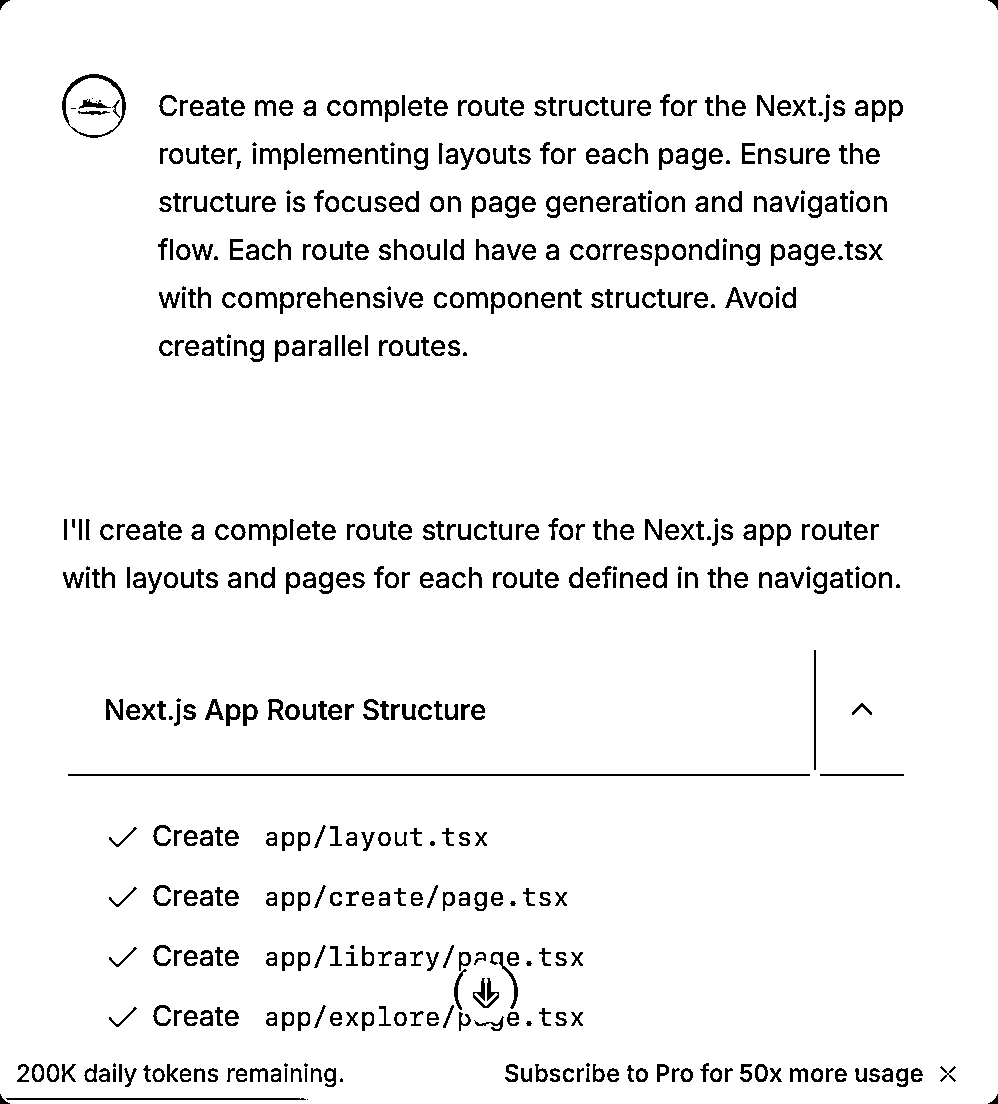 Create me a complete route structure for the Next.js app
router, implementing layouts for each page. Ensure the
structure is focused on page generation and navigation
flow. Each route should have a corresponding page.tsx
with comprehensive component structure. Avoid
creating parallel routes.
I'll create a complete route structure for the Next.js app router
with layouts and pages for each route defined in the navigation.
Next.js App Router Structure
Create app/layout.tsx
Create app/create/page.tsx
Create app/library/page.tsx
Create app/explore/page.tsx
200K daily tokens remaining. Subscribe to Pro for 50x more usage